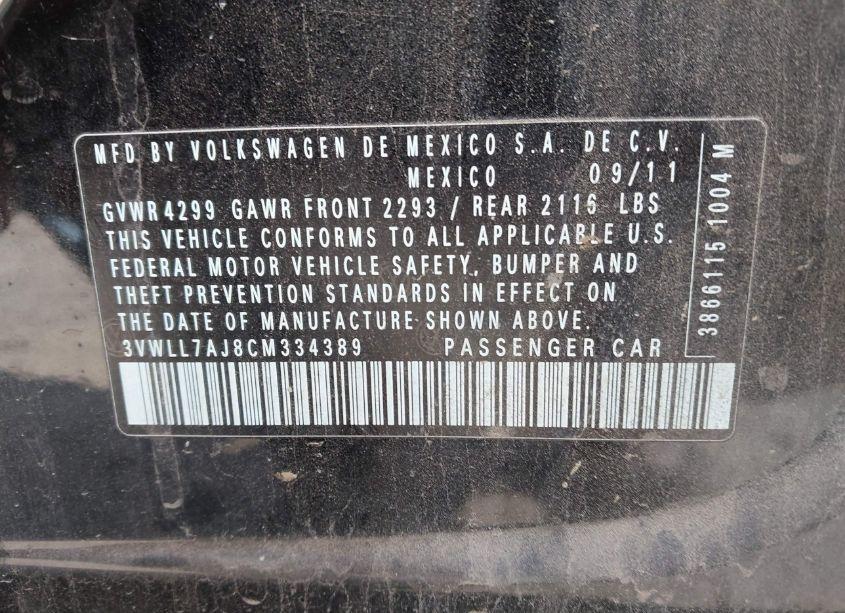 MFD BY VOLKSWAGEN DE MEXICO S.A. DE C.V.
MEXICO 09/11
GVWR 4299 GAWR FRONT 2293 / REAR 2116 LBS
THIS VEHICLE CONFORMS TO ALL APPLICABLE U.S.
FEDERAL MOTOR VEHICLE SAFETY, BUMPER AND
THEFT PREVENTION STANDARDS IN EFFECT ON
THE DATE OF MANUFACTURE SHOWN ABOVE.
3VWLL7AJ8CM334389 PASSENGER CAR
3866115 1004 M